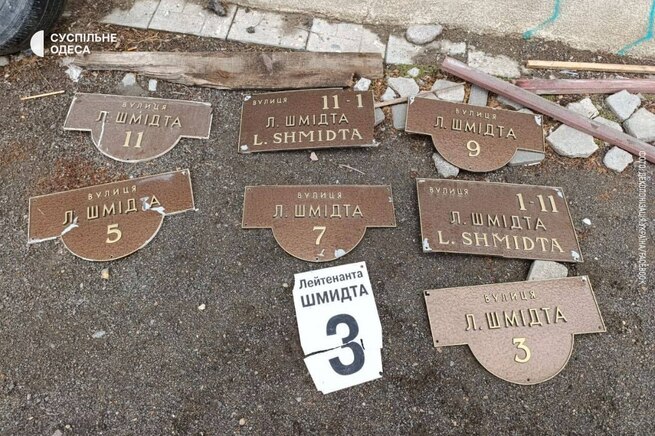 СУСПІЛЬНЕ
ОДЕСА
ВУЛИЦЯ
Л. ШМІДТА
11
ВУЛИЦЯ 11-1
Л. ШМІДТА
L. SHMIDTA
ВУЛИЦЯ
Л. ШМІДТА
9
ВУЛИЦЯ
Л. ШМІДТА
5
ВУЛИЦЯ
Л. ШМІДТА
7
ВУЛИЦЯ 1-11
Л. ШМІДТА
L. SHMIDTA
Лейтенанта
ШМИДТА
3
ВУЛИЦЯ
Л. ШМІДТА
3